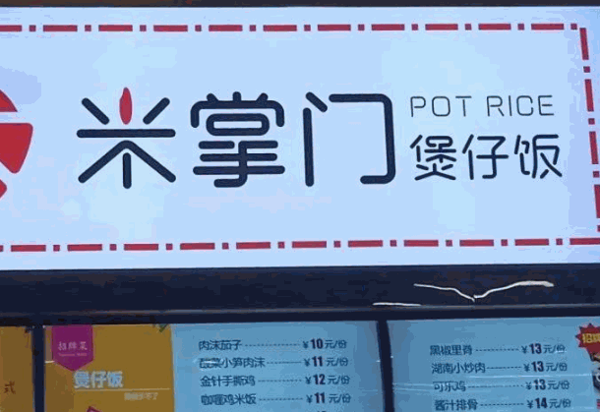 米掌门
POT RICE
煲仔饭
招牌菜
煲仔饭
肉沫茄子 ¥10元/份
酸菜小笋肉沫 ¥11元/份
金针手撕鸡 ¥12元/份
咖喱鸡米饭 ¥11元/份
黑椒里脊 ¥13元/份
湖南小炒肉 ¥13元/份
可乐鸡 ¥13元/份
酱汁排骨 ¥14元/份